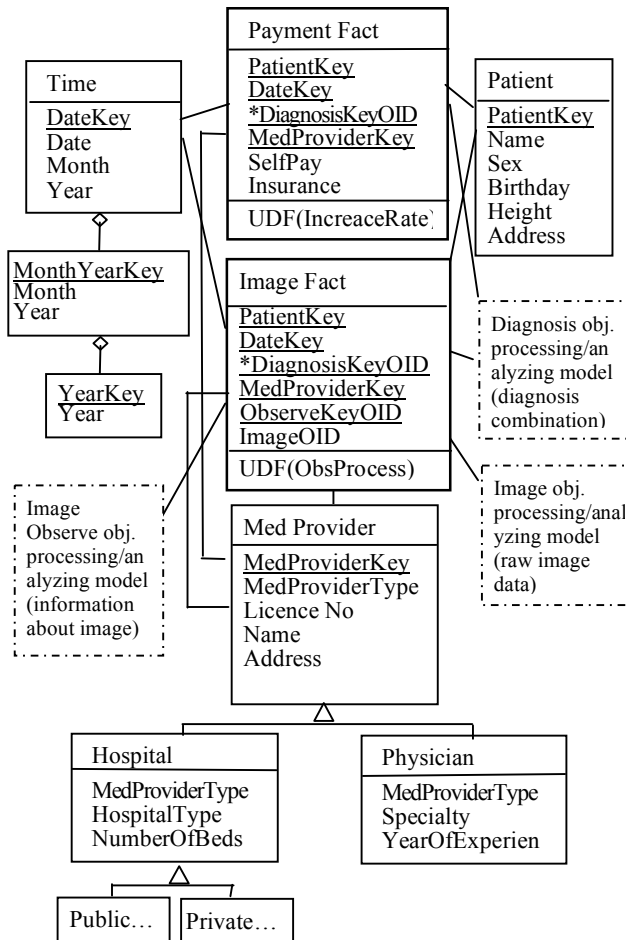 Payment Fact
PatientKey
DateKey
*DiagnosisKeyOID
MedProviderKey
SelfPay
Insurance
UDF(IncreaceRate)
Time
DateKey
Date
Month
Year
MonthYearKey
Month
Year
YearKey
Year
Patient
PatientKey
Name
Sex
Birthday
Height
Address
Image Fact
PatientKey
DateKey
*DiagnosisKeyOID
MedProviderKey
ObserveKeyOID
ImageOID
UDF(ObsProcess)
Diagnosis obj.
processing/an
alyzing model
(diagnosis
combination)
Image obj.
processing/anal
yzing model
(raw image
data)
Image
Observe obj.
processing/an
alyzing model
(information
about image)
Med Provider
MedProviderKey
MedProviderType
Licence No
Name
Address
Hospital
MedProviderType
HospitalType
NumberOfBeds
Physician
MedProviderType
Specialty
YearOfExperien
Public…
Private…